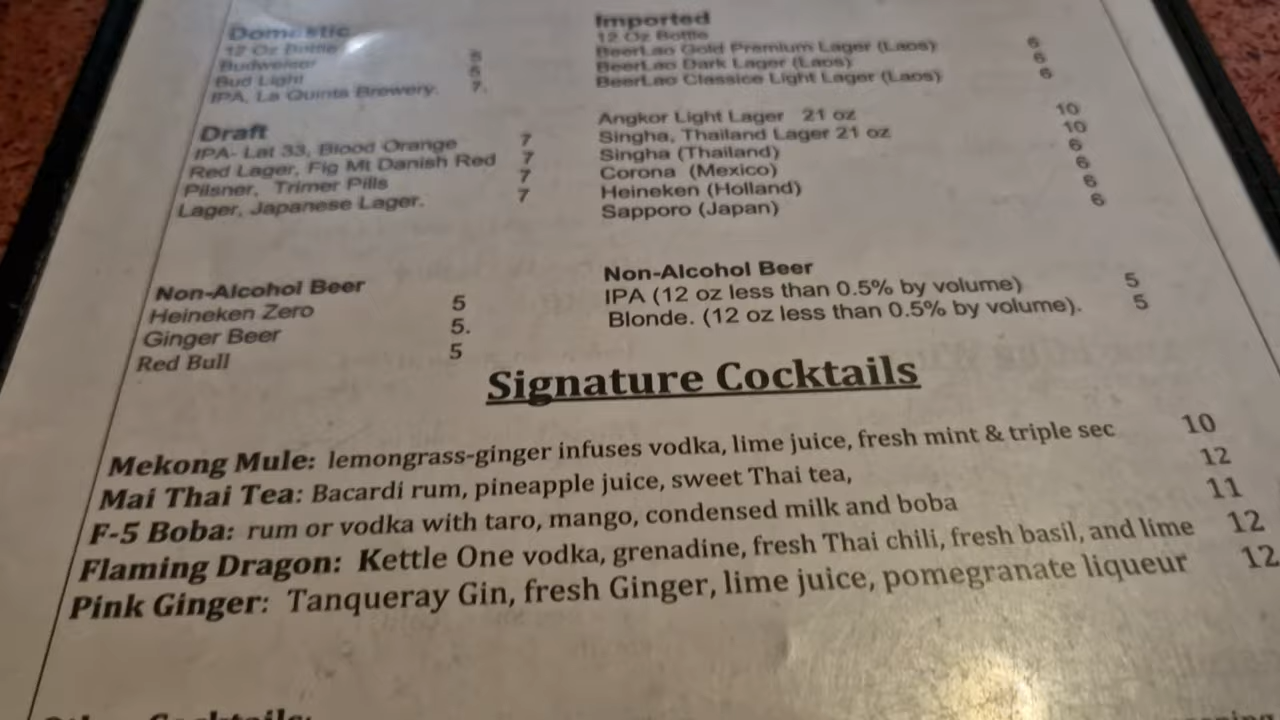 Domestic
12 Oz Bottle
Budweiser 6
Bud Light 6
IPA, La Quinta Brewery. 7.
Draft
IPA- Lat 33, Blood Orange 7
Red Lager, Fig Mt Danish Red 7
Pilsner, Trimer Pills 7
Lager, Japanese Lager. 7
Imported
12 Oz Bottle
BeerLao Gold Premium Lager (Laos) 6
BeerLao Dark Lager (Laos) 6
BeerLao Classice Light Lager (Laos) 6
Angkor Light Lager 21 oz 10
Singha, Thailand Lager 21 oz 10
Singha (Thailand) 6
Corona (Mexico) 6
Heineken (Holland) 6
Sapporo (Japan) 6
Non-Alcohol Beer
Heineken Zero 5
Ginger Beer 5.
Red Bull 5
Non-Alcohol Beer
IPA (12 oz less than 0.5% by volume) 5
Blonde. (12 oz less than 0.5% by volume). 5
Signature Cocktails
Mekong Mule: lemongrass-ginger infuses vodka, lime juice, fresh mint & triple sec 10
Mai Thai Tea: Bacardi rum, pineapple juice, sweet Thai tea, 12
F-5 Boba: rum or vodka with taro, mango, condensed milk and boba 11
Flaming Dragon: Kettle One vodka, grenadine, fresh Thai chili, fresh basil, and lime 12
Pink Ginger: Tanqueray Gin, fresh Ginger, lime juice, pomegranate liqueur 12
Cocktails: